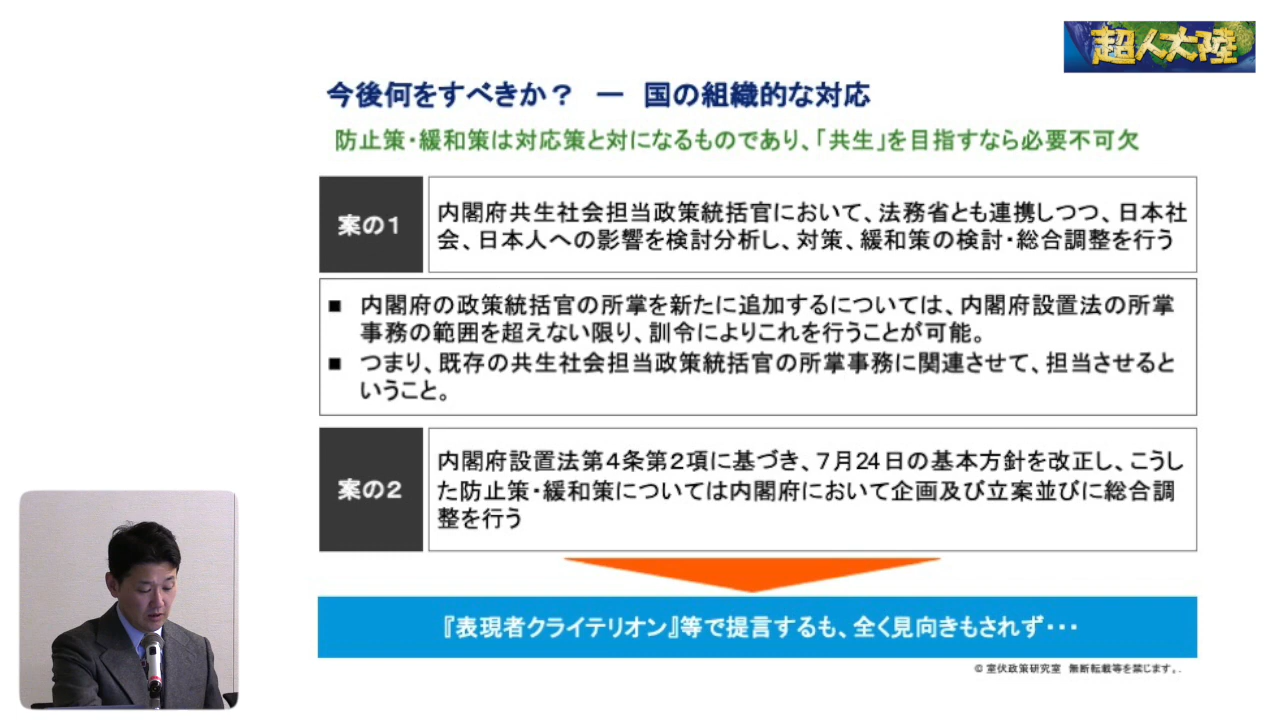 超人大陸
今後何をすべきか? ー 国の組織的な対応
防止策・緩和策は対応策と対になるものであり、「共生」を目指すなら必要不可欠
案の1
内閣府共生社会担当政策統括官において、法務省とも連携しつつ、日本社
会、日本人への影響を検討分析し、対策、緩和策の検討・総合調整を行う
■ 内閣府の政策統括官の所掌を新たに追加するについては、内閣府設置法の所掌
事務の範囲を超えない限り、訓令によりこれを行うことが可能。
■ つまり、既存の共生社会担当政策統括官の所掌事務に関連させて、担当させると
いうこと。
案の2
内閣府設置法第4条第2項に基づき、7月24日の基本方針を改正し、こうし
た防止策・緩和策については内閣府において企画及び立案並びに総合調
整を行う
『表現者クライテリオン』等で提言するも、全く見向きもされず・・・
© 室伏政策研究室 無断転載等を禁じます。.